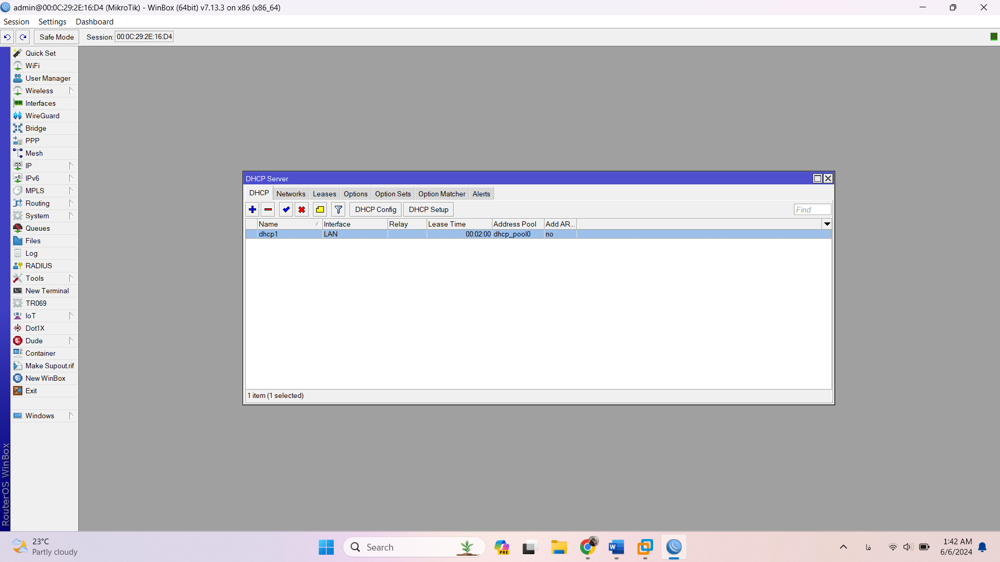 admin@00:0C:29:2E:16:D4 (MikroTik) - WinBox (64bit) v7.13.3 on x86 (x86_64)
Session Settings Dashboard
Safe Mode Session: 00:0C:29:2E:16:D4
Quick Set
WiFi
User Manager
Wireless
Interfaces
WireGuard
Bridge
PPP
Mesh
IP
IPv6
MPLS
Routing
System
Queues
Files
Log
RADIUS
Tools
New Terminal
TR069
IoT
Dot1X
Dude
Container
Make Supout.rif
New WinBox
Exit
Windows
RouterOS WinBox
DHCP Server
DHCP Networks Leases Options Option Sets Option Matcher Alerts
DHCP Config DHCP Setup Find
Name Interface Relay Lease Time Address Pool Add AR...
dhcp1 LAN 00:02:00 dhcp_pool0 no
1 item (1 selected)
23°C
Partly cloudy
Search
PRE
فا
1:42 AM
6/6/2024